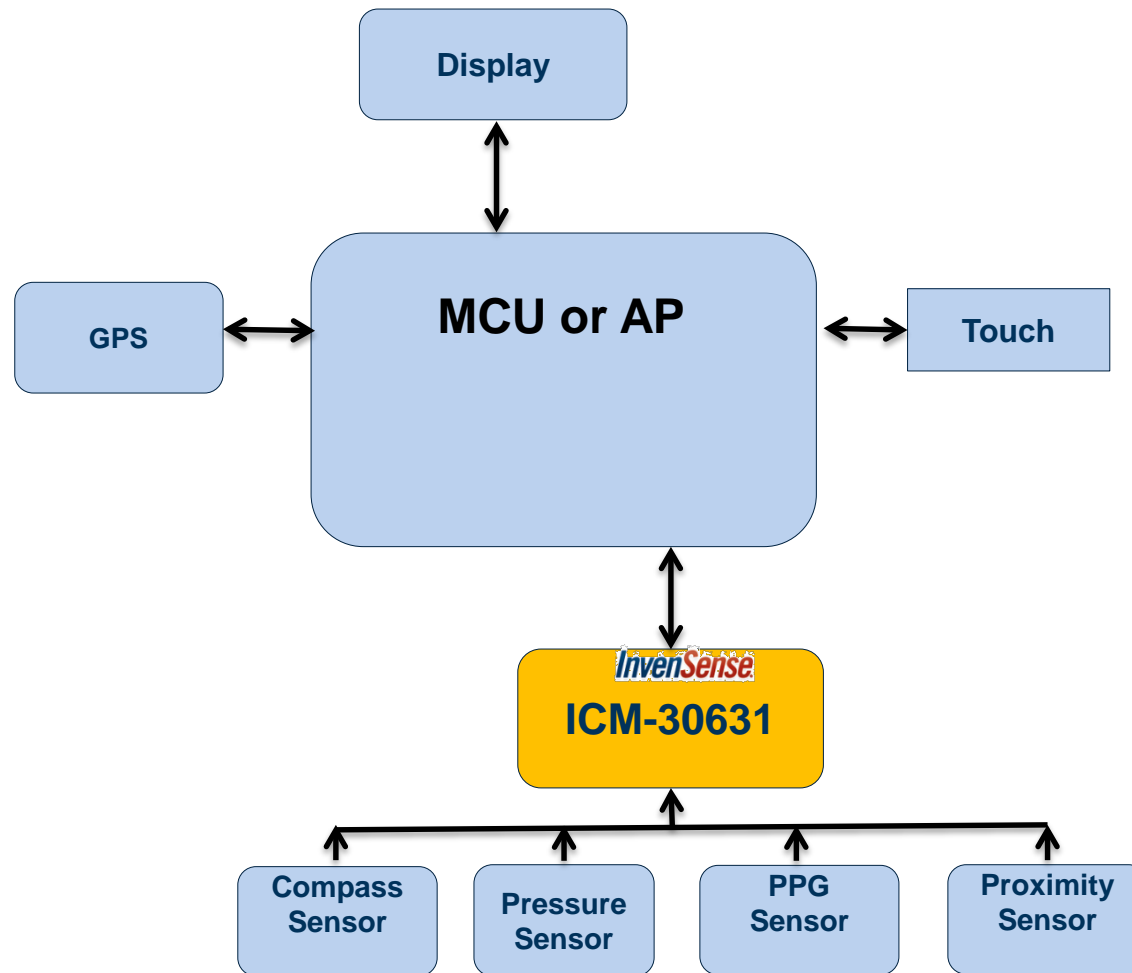 Display
MCU or AP
GPS
Touch
InvenSense.
ICM-30631
Compass
Sensor
Pressure
Sensor
PPG
Sensor
Proximity
Sensor